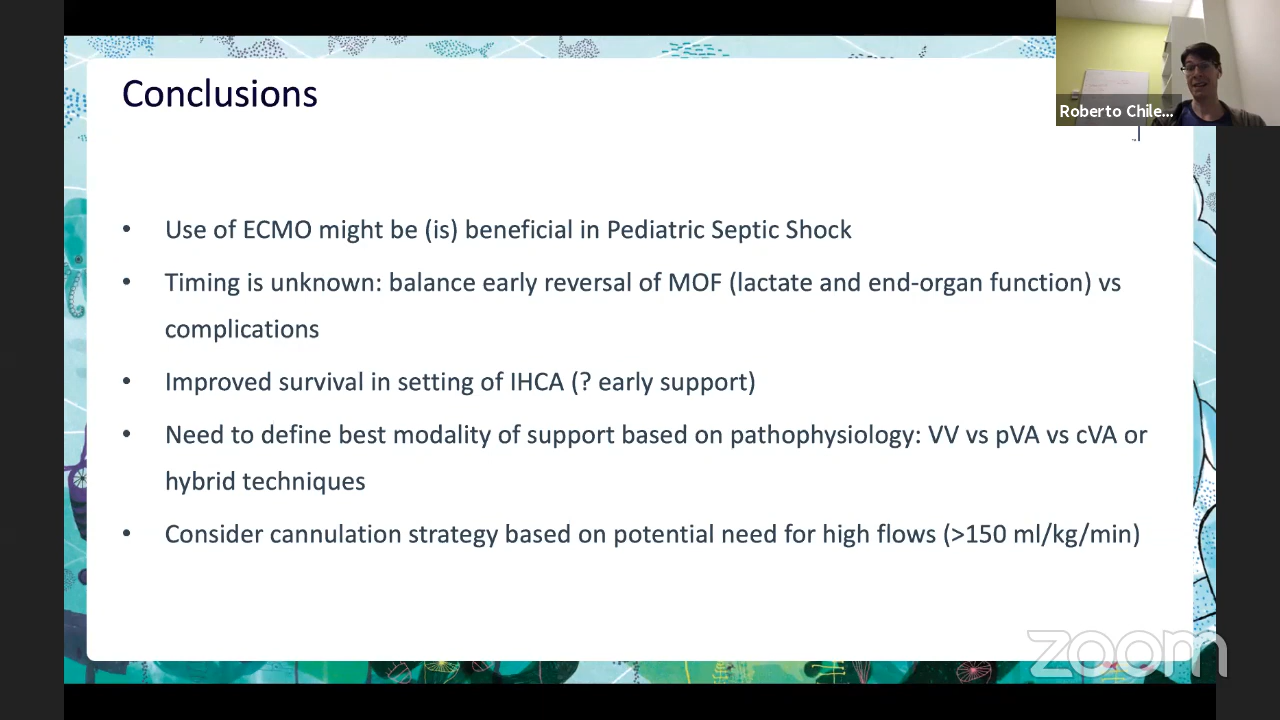 Conclusions
Roberto Chile...
• Use of ECMO might be (is) beneficial in Pediatric Septic Shock
• Timing is unknown: balance early reversal of MOF (lactate and end-organ function) vs
complications
• Improved survival in setting of IHCA (? early support)
• Need to define best modality of support based on pathophysiology: VV vs pVA vs cVA or
hybrid techniques
• Consider cannulation strategy based on potential need for high flows (>150 ml/kg/min)
zoom